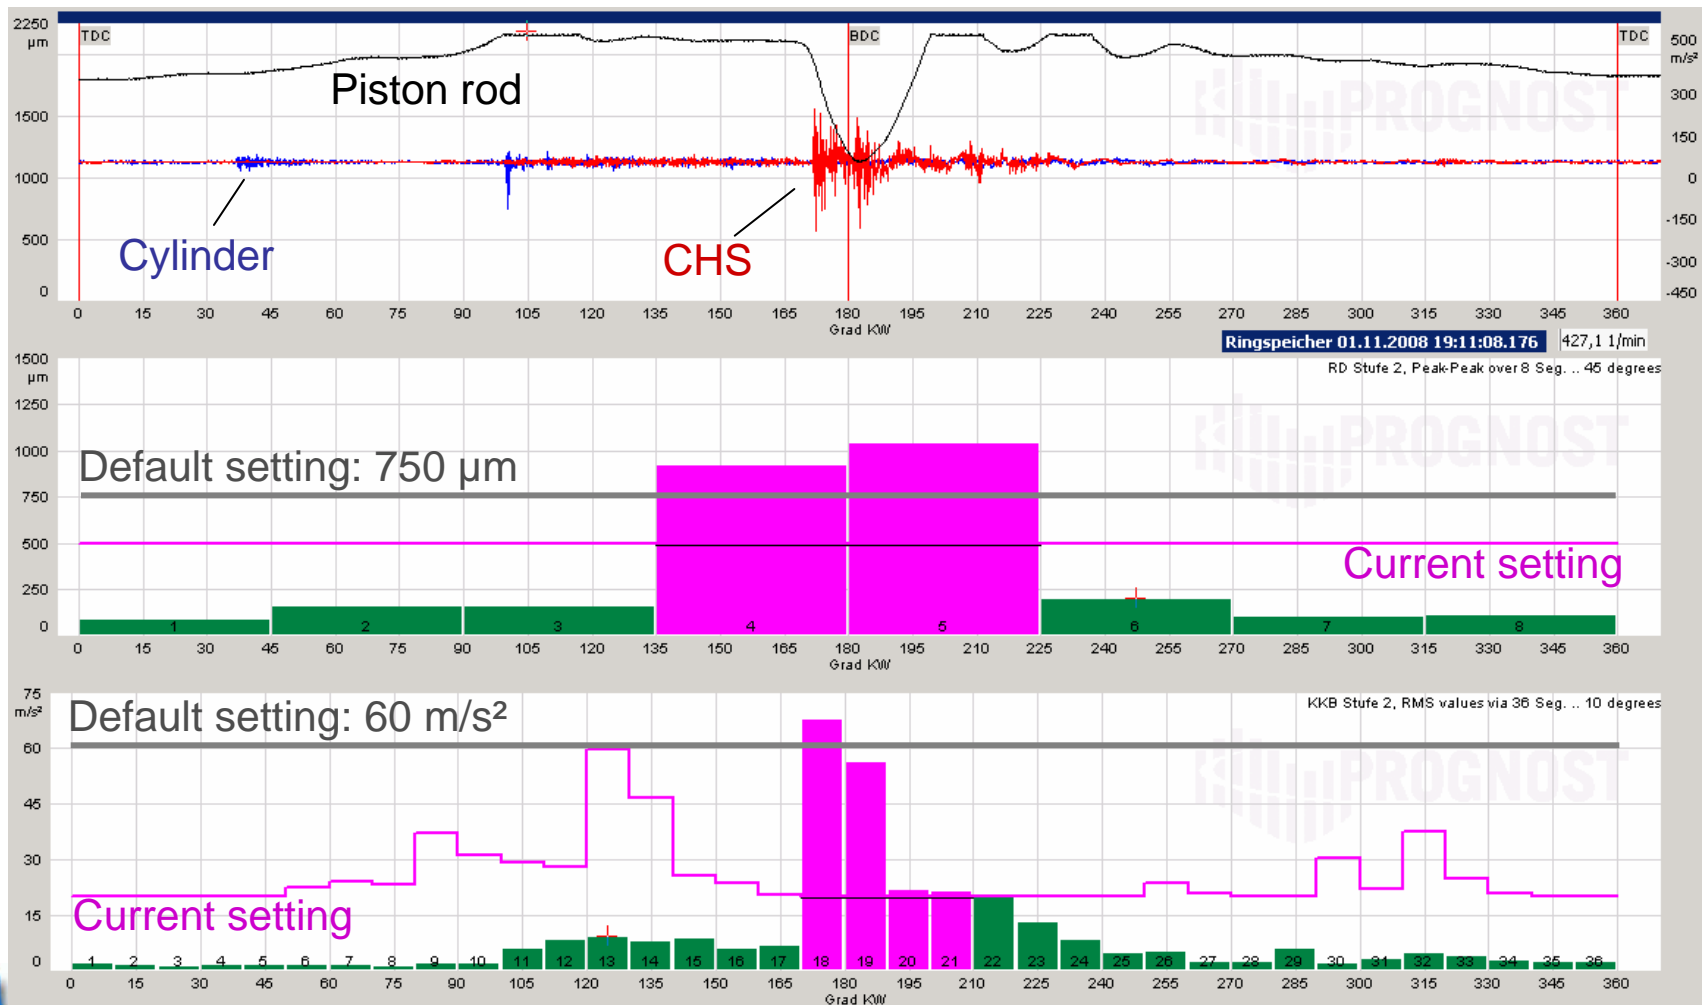 2250
µm
TDC
BDC
TDC
500
m/s²
Piston rod
300
1500
150
1000
0
-150
Cylinder
CHS
500
-300
0
-450
0 15 30 45 60 75 90 105 120 135 150 165 180 195 210 225 240 255 270 285 300 315 330 345 360
Grad KW
PROGNOST
Ringspeicher 01.11.2008 19:11:08.176 427,1 1/min
1500
µm
RD Stufe 2, Peak-Peak over 8 Seg. .. 45 degrees
1250
1000
Default setting: 750 µm
750
500
Current setting
250
0
1 2 3 4 5 6 7 8
0 15 30 45 60 75 90 105 120 135 150 165 180 195 210 225 240 255 270 285 300 315 330 345 360
Grad KW
PROGNOST
75
m/s²
Default setting: 60 m/s²
KKB Stufe 2, RMS values via 36 Seg. .. 10 degrees
60
45
30
15
Current setting
0
1 2 3 4 5 6 7 8 9 10 11 12 13 14 15 16 17 18 19 20 21 22 23 24 25 26 27 28 29 30 31 32 33 34 35 36
0 15 30 45 60 75 90 105 120 135 150 165 180 195 210 225 240 255 270 285 300 315 330 345 360
Grad KW
PROGNOST